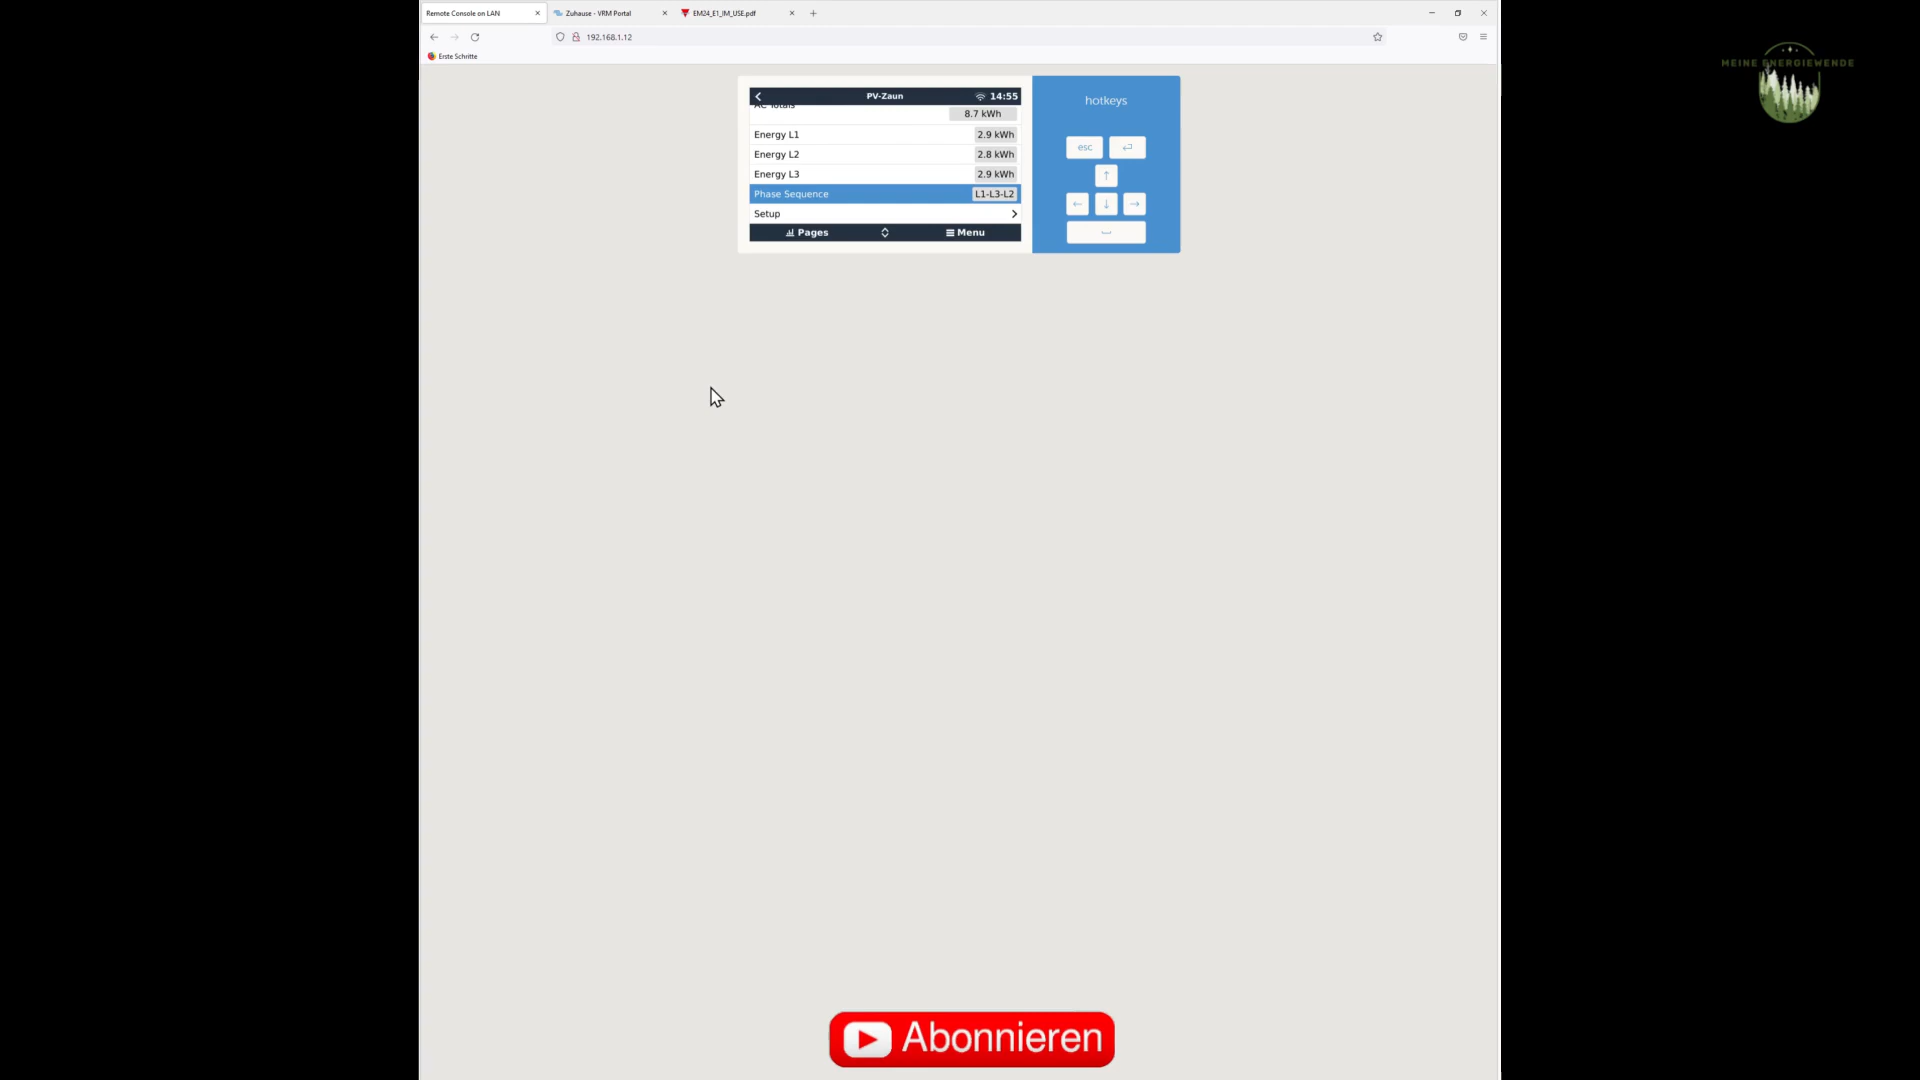 Remote Console on LAN
Zuhause - VRM Portal
EM24_E1_IM_USE.pdf
192.168.1.12
Erste Schritte
MEINE ENERGIEWENDE
PV-Zaun
14:55
hotkeys
AC Totals
8.7 kWh
Energy L1
2.9 kWh
Energy L2
2.8 kWh
Energy L3
2.9 kWh
Phase Sequence
L1-L3-L2
Setup
Pages
Menu
esc
Abonnieren